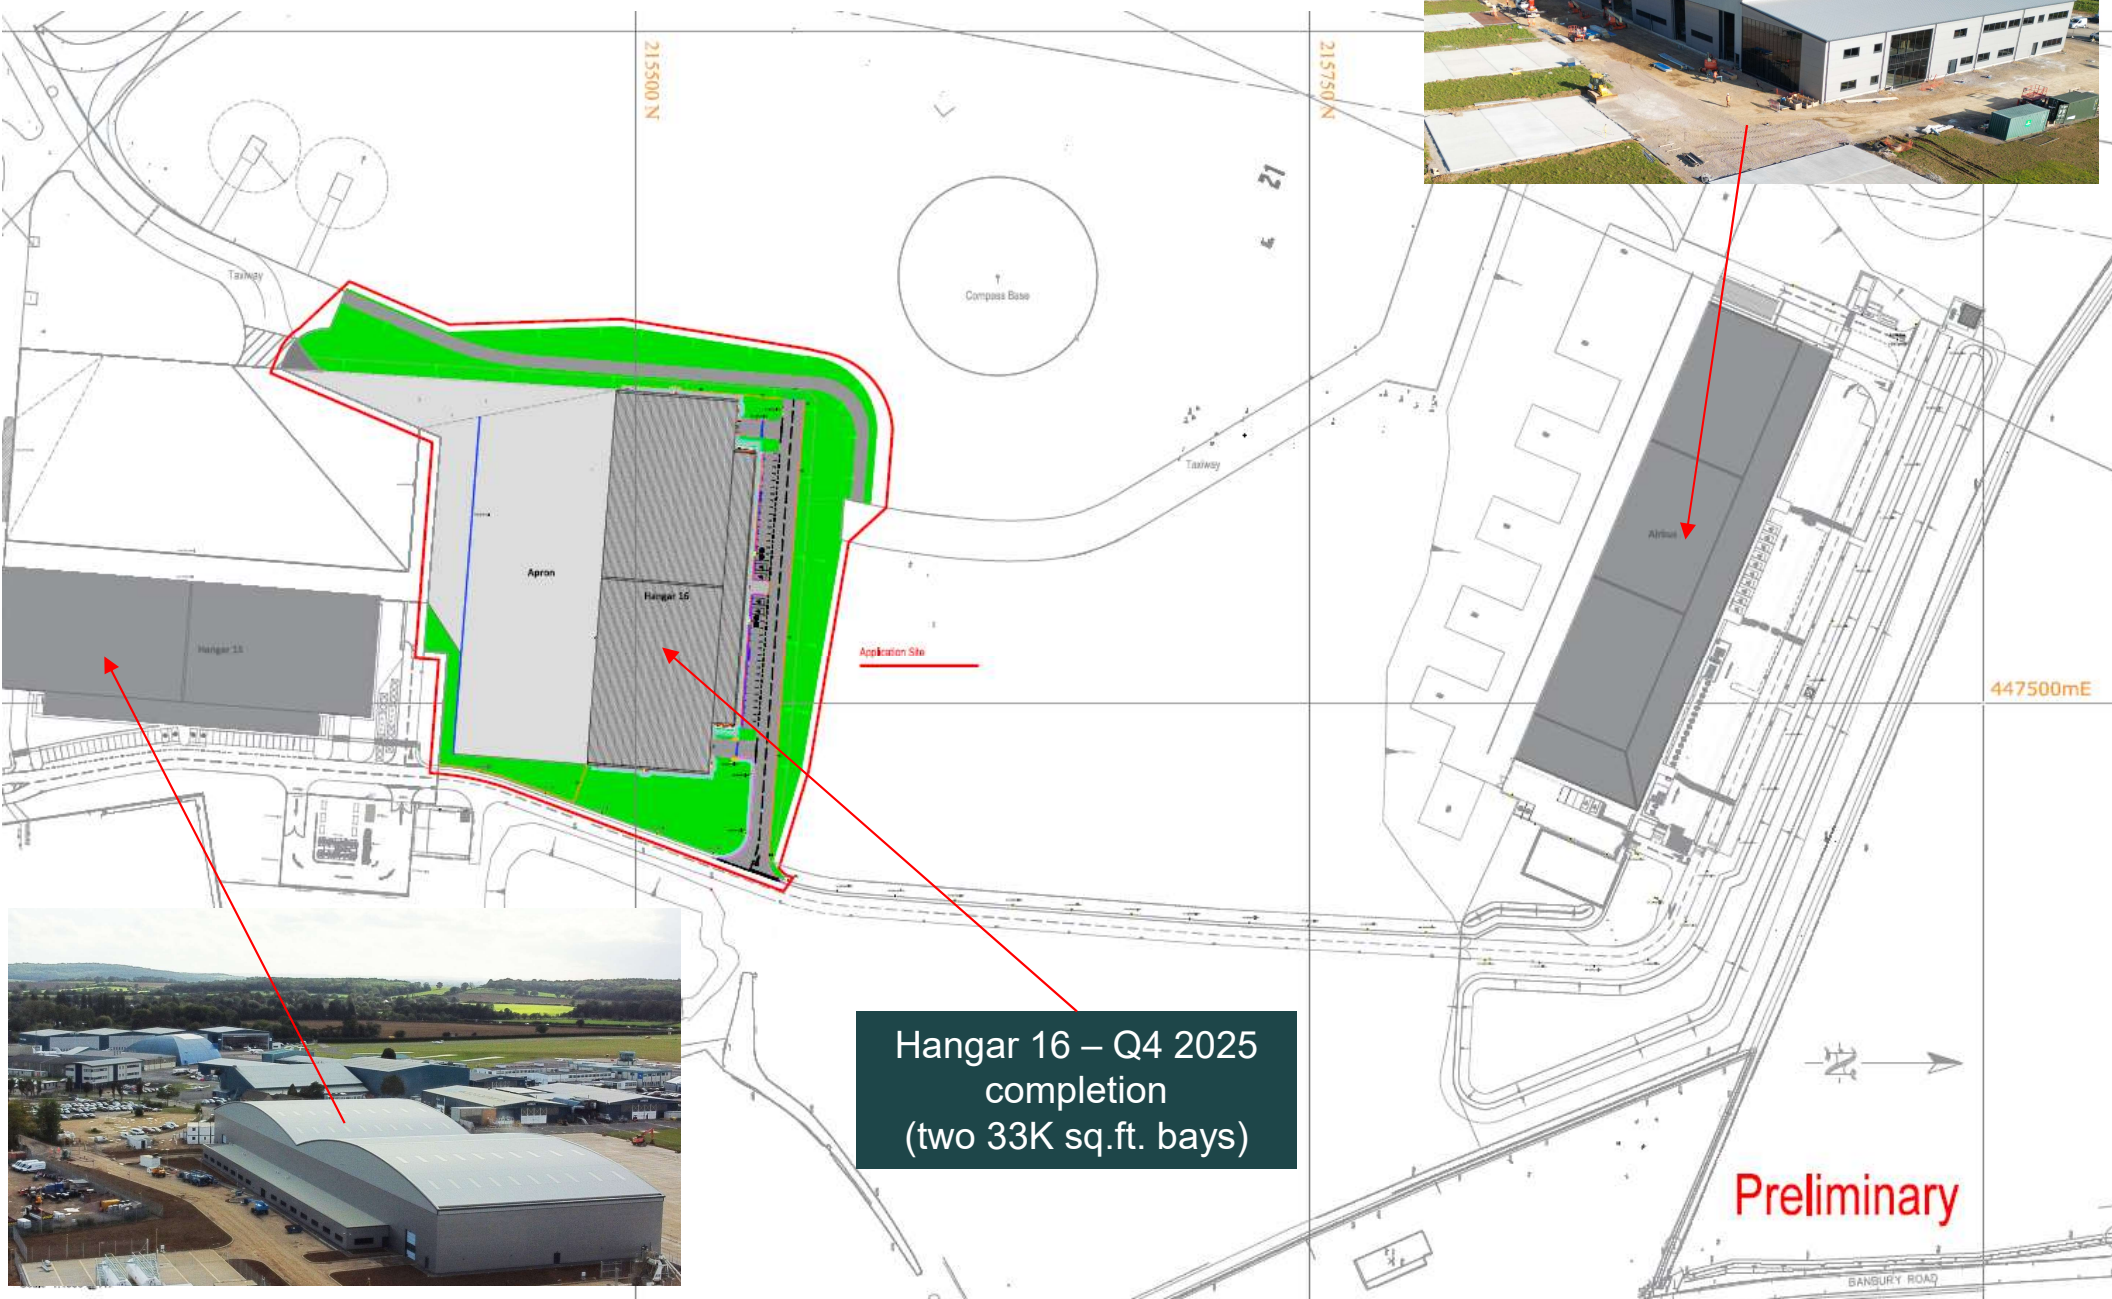 215500 N
215750 N
21
Taxiway
Compass Base
Taxiway
Airbus
Apron
Hangar 16
Hangar 15
Application Site
447500mE
Hangar 16 – Q4 2025
completion
(two 33K sq.ft. bays)
Preliminary
BANBURY ROAD